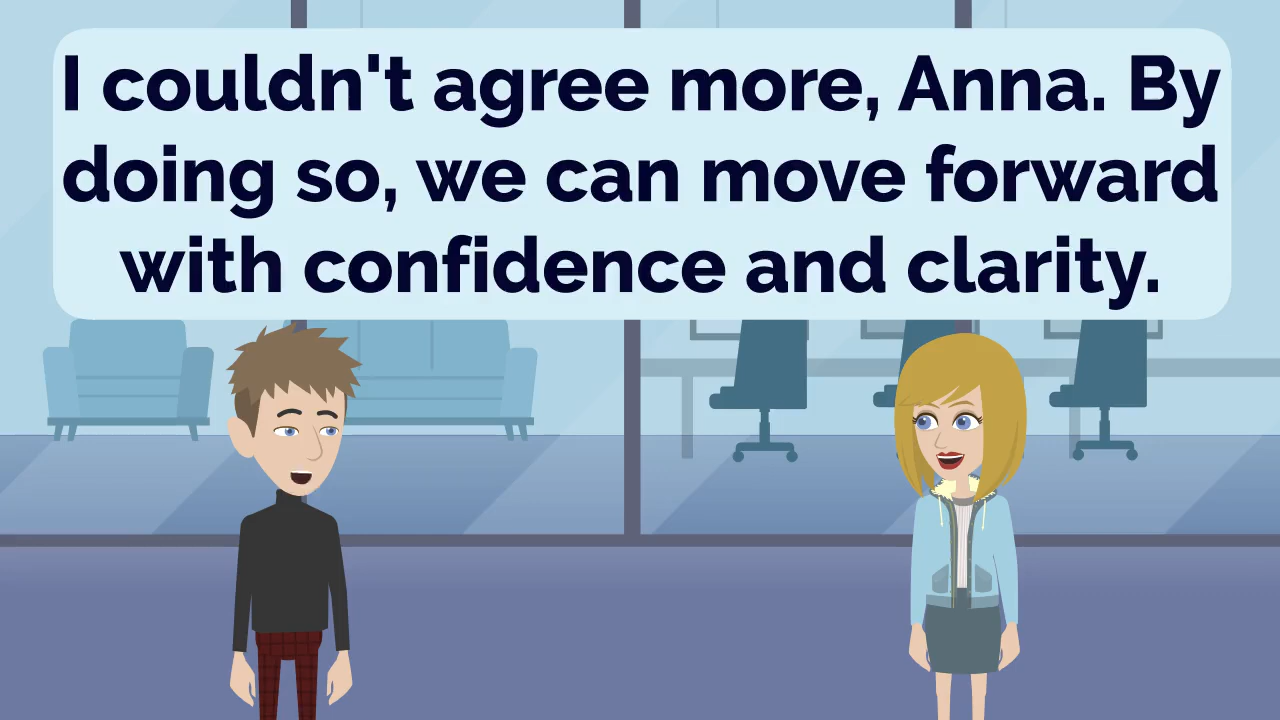 I couldn't agree more, Anna. By
doing so, we can move forward
with confidence and clarity.